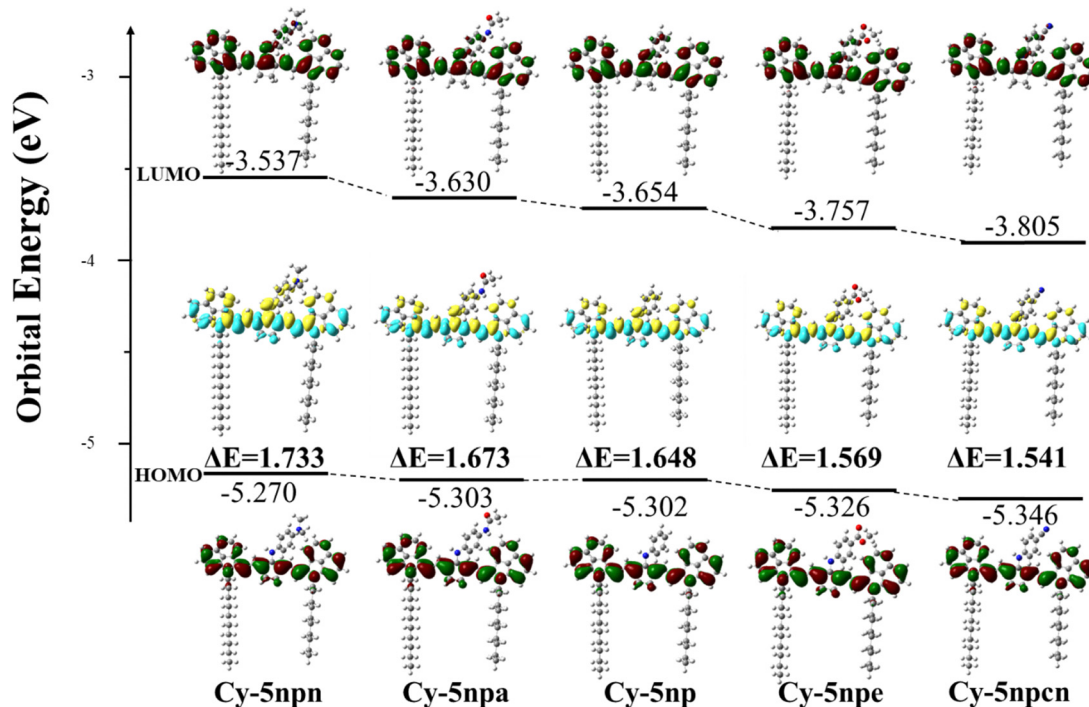 Orbital Energy (eV)
-3
-4
-5
LUMO
-3.537
-3.630
-3.654
-3.757
-3.805
ΔE=1.733
ΔE=1.673
ΔE=1.648
ΔE=1.569
ΔE=1.541
HOMO
-5.270
-5.303
-5.302
-5.326
-5.346
Cy-5npn
Cy-5npa
Cy-5np
Cy-5npe
Cy-5npcn